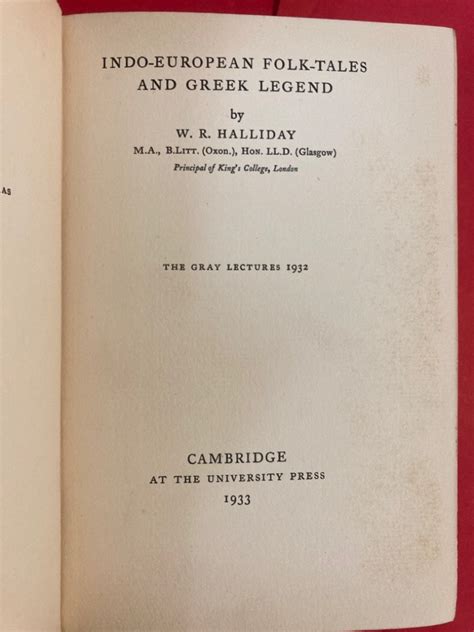 INDO-EUROPEAN FOLK-TALES
AND GREEK LEGEND
by
W. R. HALLIDAY
M.A., B.LITT. (Oxon.), HON. LL.D. (Glasgow)
Principal of King's College, London
AS
THE GRAY LECTURES 1932
CAMBRIDGE
AT THE UNIVERSITY PRESS
1933